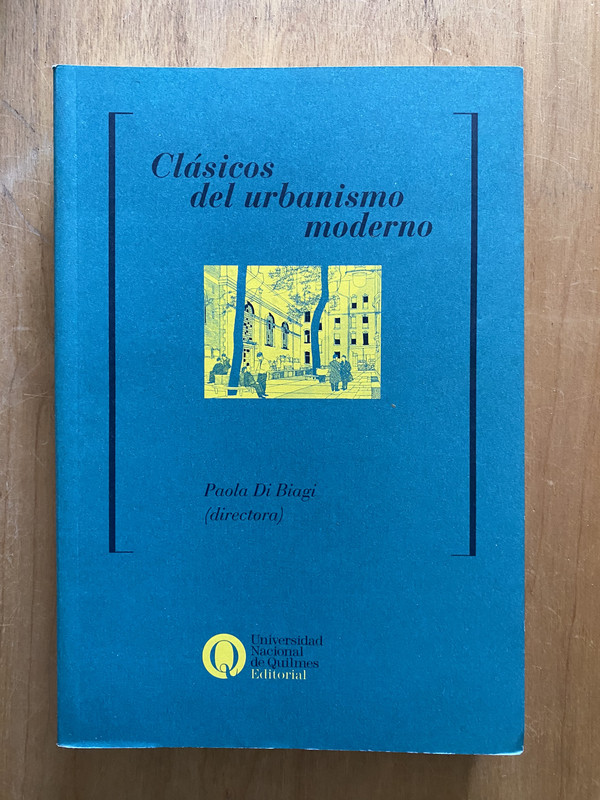 Clásicos
del urbanismo
moderno
Paola Di Biagi
(directora)
Universidad
Nacional
de Quilmes
Editorial